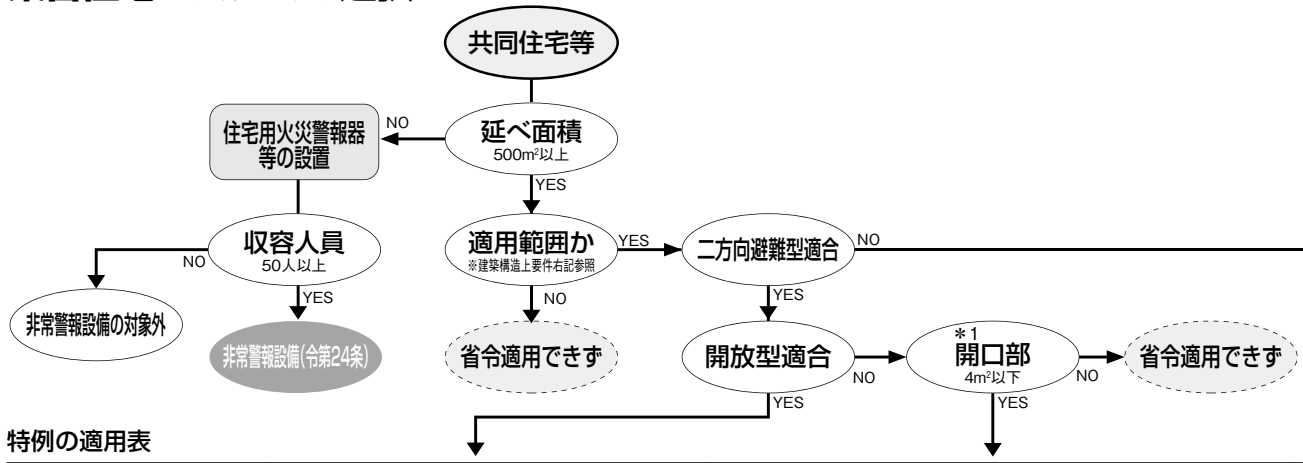 共同住宅等
住宅用火災警報器
等の設置
NO
延べ面積
500m²以上
YES
収容人員
50人以上
NO
YES
適用範囲か
※建築構造上要件右記参照
YES
NO
二方向避難型適合
NO
YES
非常警報設備の対象外
非常警報設備(令第24条)
省令適用できず
開放型適合
NO
YES
*1
開口部
4m²以下
NO
YES
省令適用できず
特例の適用表